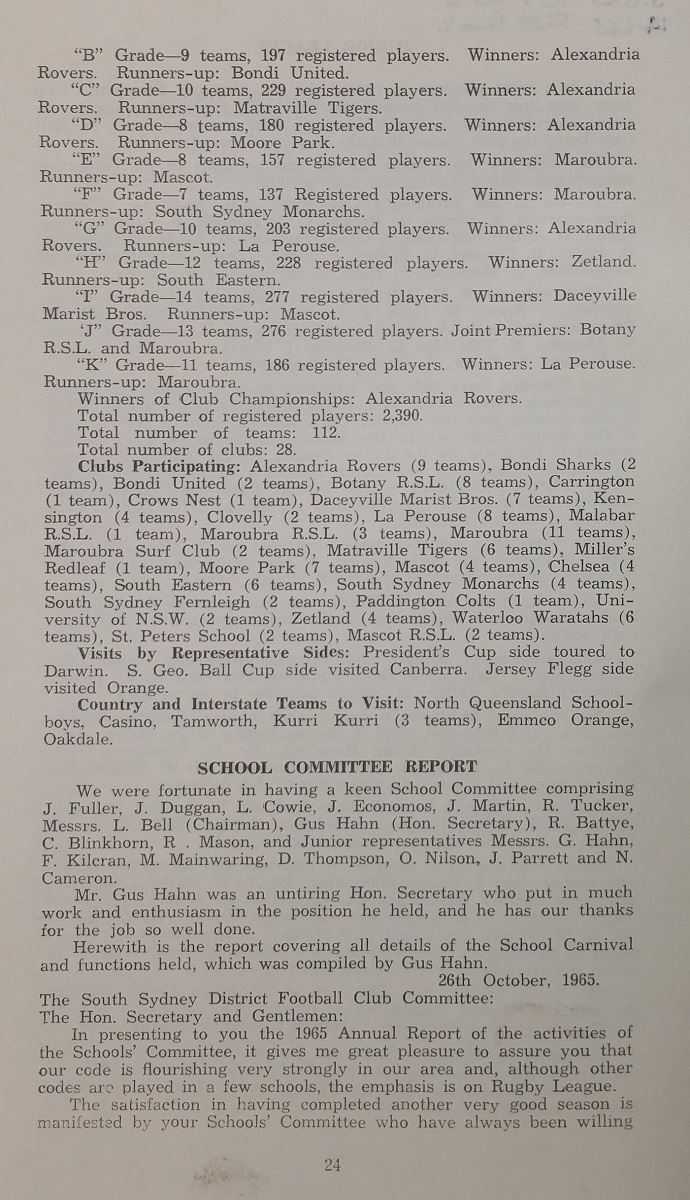 "B" Grade—9 teams, 197 registered players. Winners: Alexandria
Rovers. Runners-up: Bondi United.
"C" Grade—10 teams, 229 registered players. Winners: Alexandria
Rovers. Runners-up: Matraville Tigers.
"D" Grade—8 teams, 180 registered players. Winners: Alexandria
Rovers. Runners-up: Moore Park.
"E" Grade—8 teams, 157 registered players. Winners: Maroubra.
Runners-up: Mascot.
"F" Grade—7 teams, 137 Registered players. Winners: Maroubra.
Runners-up: South Sydney Monarchs.
"G" Grade—10 teams, 203 registered players. Winners: Alexandria
Rovers. Runners-up: La Perouse.
"H" Grade—12 teams, 228 registered players. Winners: Zetland.
Runners-up: South Eastern.
"I" Grade—14 teams, 277 registered players. Winners: Daceyville
Marist Bros. Runners-up: Mascot.
'J" Grade—13 teams, 276 registered players. Joint Premiers: Botany
R.S.L. and Maroubra.
"K" Grade—11 teams, 186 registered players. Winners: La Perouse.
Runners-up: Maroubra.
Winners of Club Championships: Alexandria Rovers.
Total number of registered players: 2,390.
Total number of teams: 112.
Total number of clubs: 28.
Clubs Participating: Alexandria Rovers (9 teams), Bondi Sharks (2
teams), Bondi United (2 teams), Botany R.S.L. (8 teams), Carrington
(1 team), Crows Nest (1 team), Daceyville Marist Bros. (7 teams), Ken-
sington (4 teams), Clovelly (2 teams), La Perouse (8 teams), Malabar
R.S.L. (1 team), Maroubra R.S.L. (3 teams), Maroubra (11 teams),
Maroubra Surf Club (2 teams), Matraville Tigers (6 teams), Miller's
Redleaf (1 team), Moore Park (7 teams), Mascot (4 teams), Chelsea (4
teams), South Eastern (6 teams), South Sydney Monarchs (4 teams),
South Sydney Fernleigh (2 teams), Paddington Colts (1 team), Uni-
versity of N.S.W. (2 teams), Zetland (4 teams), Waterloo Waratahs (6
teams), St. Peters School (2 teams), Mascot R.S.L. (2 teams).
Visits by Representative Sides: President's Cup side toured to
Darwin. S. Geo. Ball Cup side visited Canberra. Jersey Flegg side
visited Orange.
Country and Interstate Teams to Visit: North Queensland School-
boys, Casino, Tamworth, Kurri Kurri (3 teams), Emmco Orange,
Oakdale.
SCHOOL COMMITTEE REPORT
We were fortunate in having a keen School Committee comprising
J. Fuller, J. Duggan, L. Cowie, J. Economos, J. Martin, R. Tucker,
Messrs. L. Bell (Chairman), Gus Hahn (Hon. Secretary), R. Battye,
C. Blinkhorn, R . Mason, and Junior representatives Messrs. G. Hahn,
F. Kilcran, M. Mainwaring, D. Thompson, O. Nilson, J. Parrett and N.
Cameron.
Mr. Gus Hahn was an untiring Hon. Secretary who put in much
work and enthusiasm in the position he held, and he has our thanks
for the job so well done.
Herewith is the report covering all details of the School Carnival
and functions held, which was compiled by Gus Hahn.
26th October, 1965.
The South Sydney District Football Club Committee:
The Hon. Secretary and Gentlemen:
In presenting to you the 1965 Annual Report of the activities of
the Schools' Committee, it gives me great pleasure to assure you that
our code is flourishing very strongly in our area and, although other
codes are played in a few schools, the emphasis is on Rugby League.
The satisfaction in having completed another very good season is
manifested by your Schools' Committee who have always been willing
24